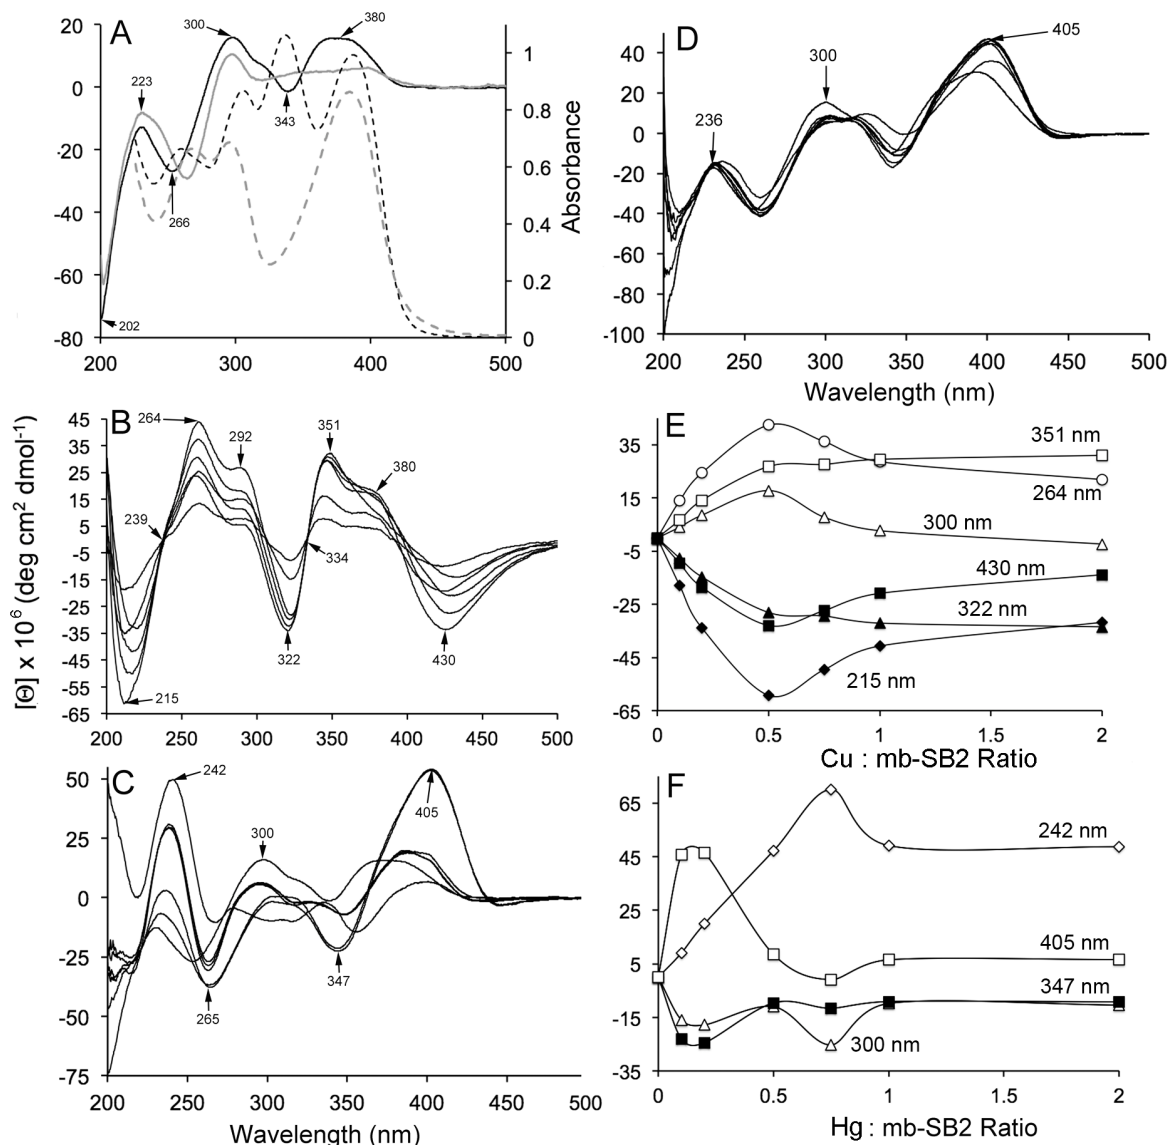 A
20
0
-20
-40
-60
-80
1
0.8
0.6
0.4
0.2
0
Absorbance
223
300
380
343
266
202
200 300 400 500
D
40
20
0
-20
-40
-60
-80
-100
236
300
405
200 250 300 350 400 450 500
Wavelength (nm)
[Θ] x 10⁶ (deg cm² dmol⁻¹)
B
45
35
25
15
5
-5
-15
-25
-35
-45
-55
-65
264
292
351
380
239
334
322
430
215
200 250 300 350 400 450 500
E
35
15
-5
-25
-45
-65
351 nm
264 nm
300 nm
430 nm
322 nm
215 nm
0 0.5 1 1.5 2
Cu : mb-SB2 Ratio
C
50
25
0
-25
-50
-75
242
300
405
347
265
200 250 300 350 400 450 500
Wavelength (nm)
F
65
45
25
5
-15
-35
242 nm
405 nm
347 nm
300 nm
0 0.5 1 1.5 2
Hg : mb-SB2 Ratio